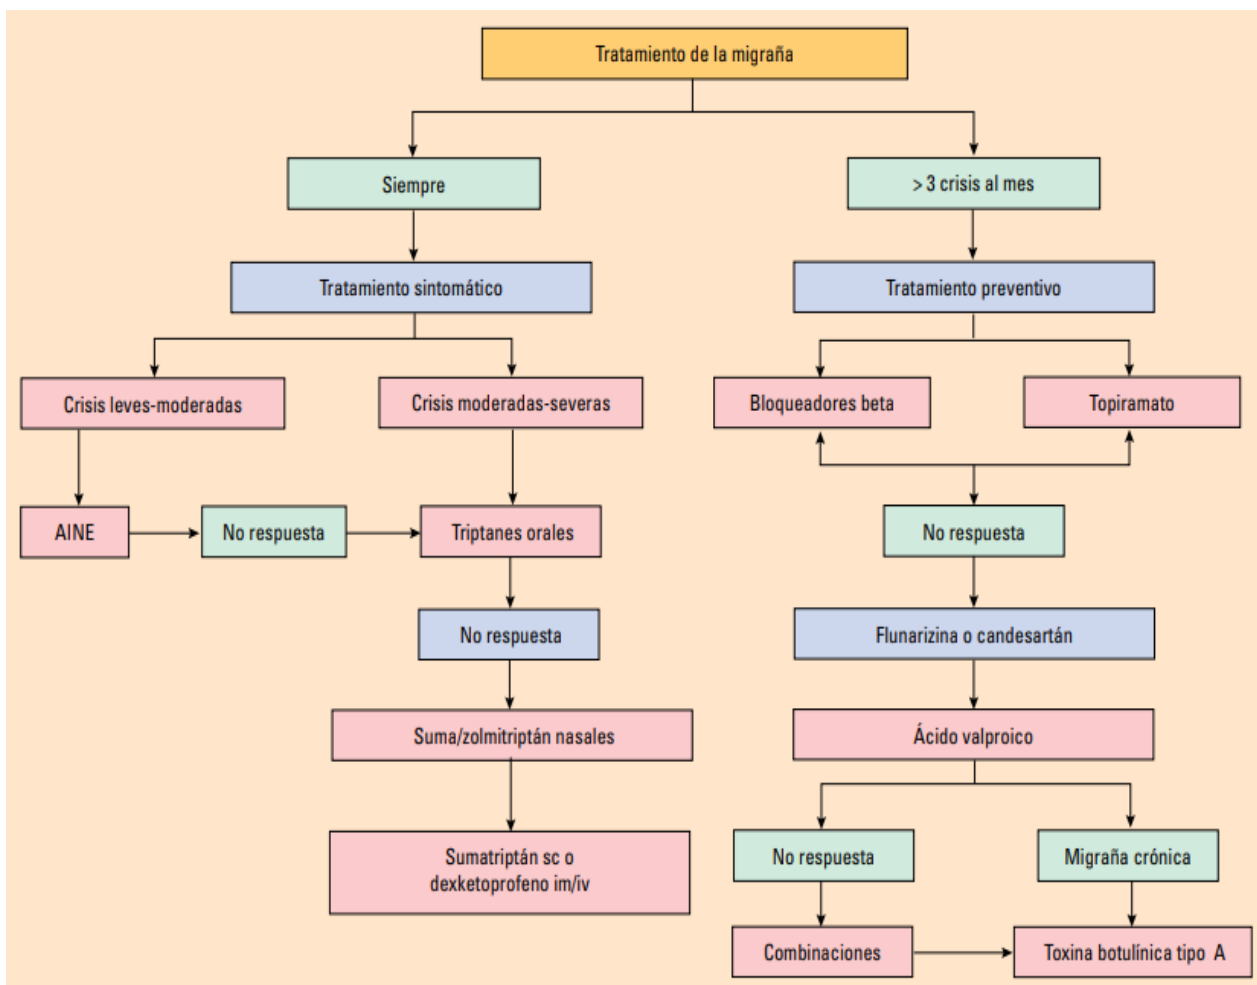 Tratamiento de la migraña
Siempre
> 3 crisis al mes
Tratamiento sintomático
Tratamiento preventivo
Crisis leves-moderadas
Crisis moderadas-severas
Bloqueadores beta
Topiramato
AINE
No respuesta
Triptanes orales
No respuesta
No respuesta
Flunarizina o candesartán
Suma/zolmitriptán nasales
Ácido valproico
Sumatriptán sc o
dexketoprofeno im/iv
No respuesta
Migraña crónica
Combinaciones
Toxina botulínica tipo A